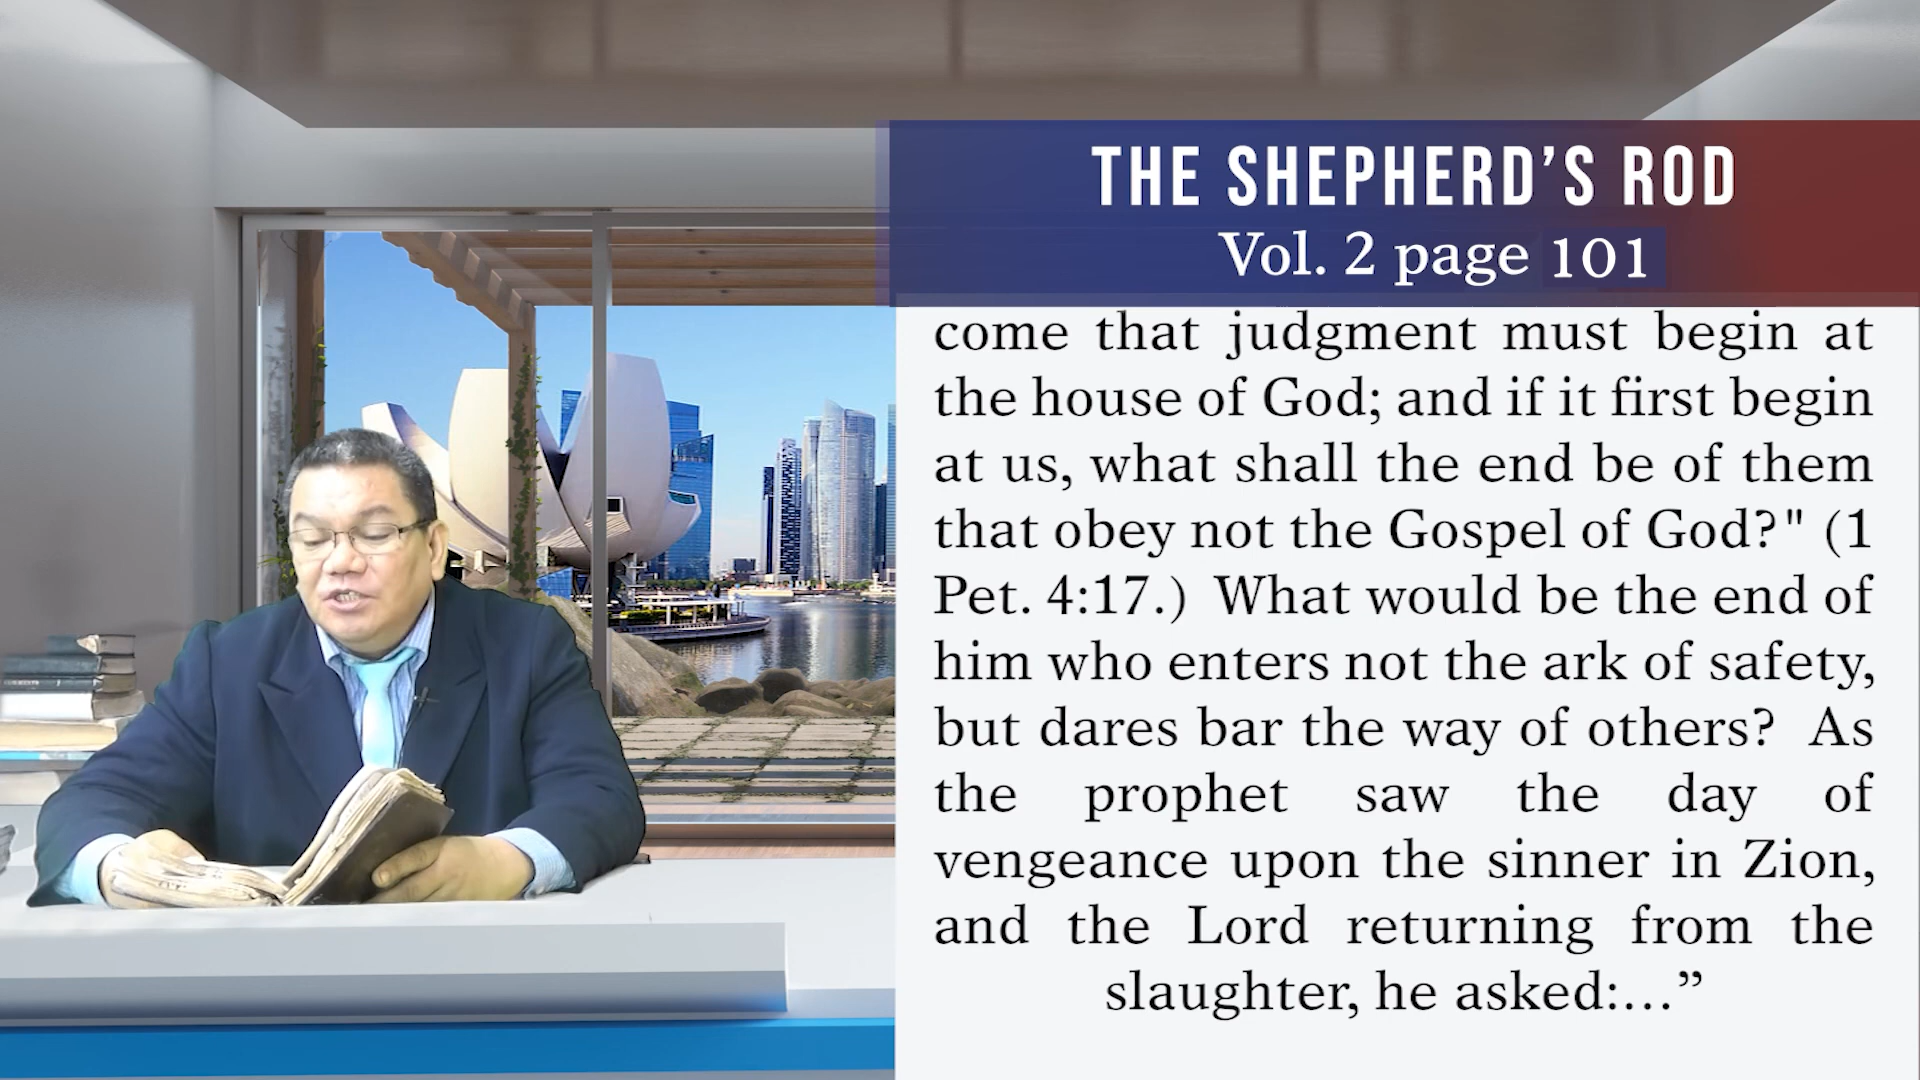 THE SHEPHERD’S ROD
Vol. 2 page 101
come that judgment must begin at
the house of God; and if it first begin
at us, what shall the end be of them
that obey not the Gospel of God?" (1
Pet. 4:17.)  What would be the end of
him who enters not the ark of safety,
but dares bar the way of others?  As
the prophet saw the day of
vengeance upon the sinner in Zion,
and the Lord returning from the
slaughter, he asked:...”